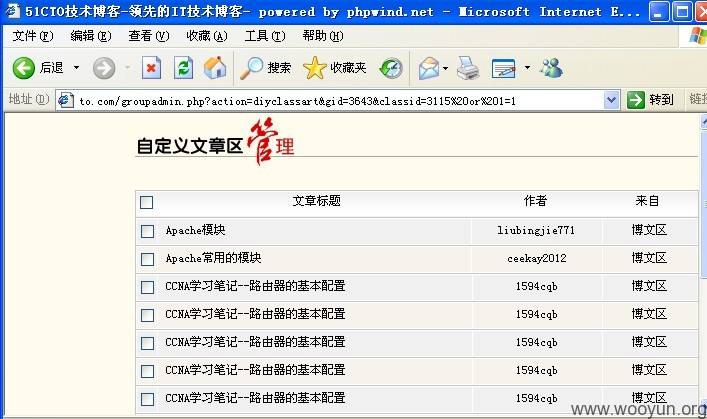 51CTO技术博客-领先的IT技术博客- powered by phpwind.net - Microsoft Internet E...
文件(F) 编辑(E) 查看(V) 收藏(A) 工具(T) 帮助(H)
后退 搜索 收藏夹
地址(D) to.com/groupadmin.php?action=diyclassart&gid=3643&classid=3115%20or%201=1 转到 链接
自定义文章区管理
文章标题 作者 来自
Apache模块 liubingjie771 博文区
Apache常用的模块 ceekay2012 博文区
CCNA学习笔记--路由器的基本配置 1594cqb 博文区
CCNA学习笔记--路由器的基本配置 1594cqb 博文区
CCNA学习笔记--路由器的基本配置 1594cqb 博文区
CCNA学习笔记--路由器的基本配置 1594cqb 博文区
CCNA学习笔记--路由器的基本配置 1594cqb 博文区
www.wooyun.org